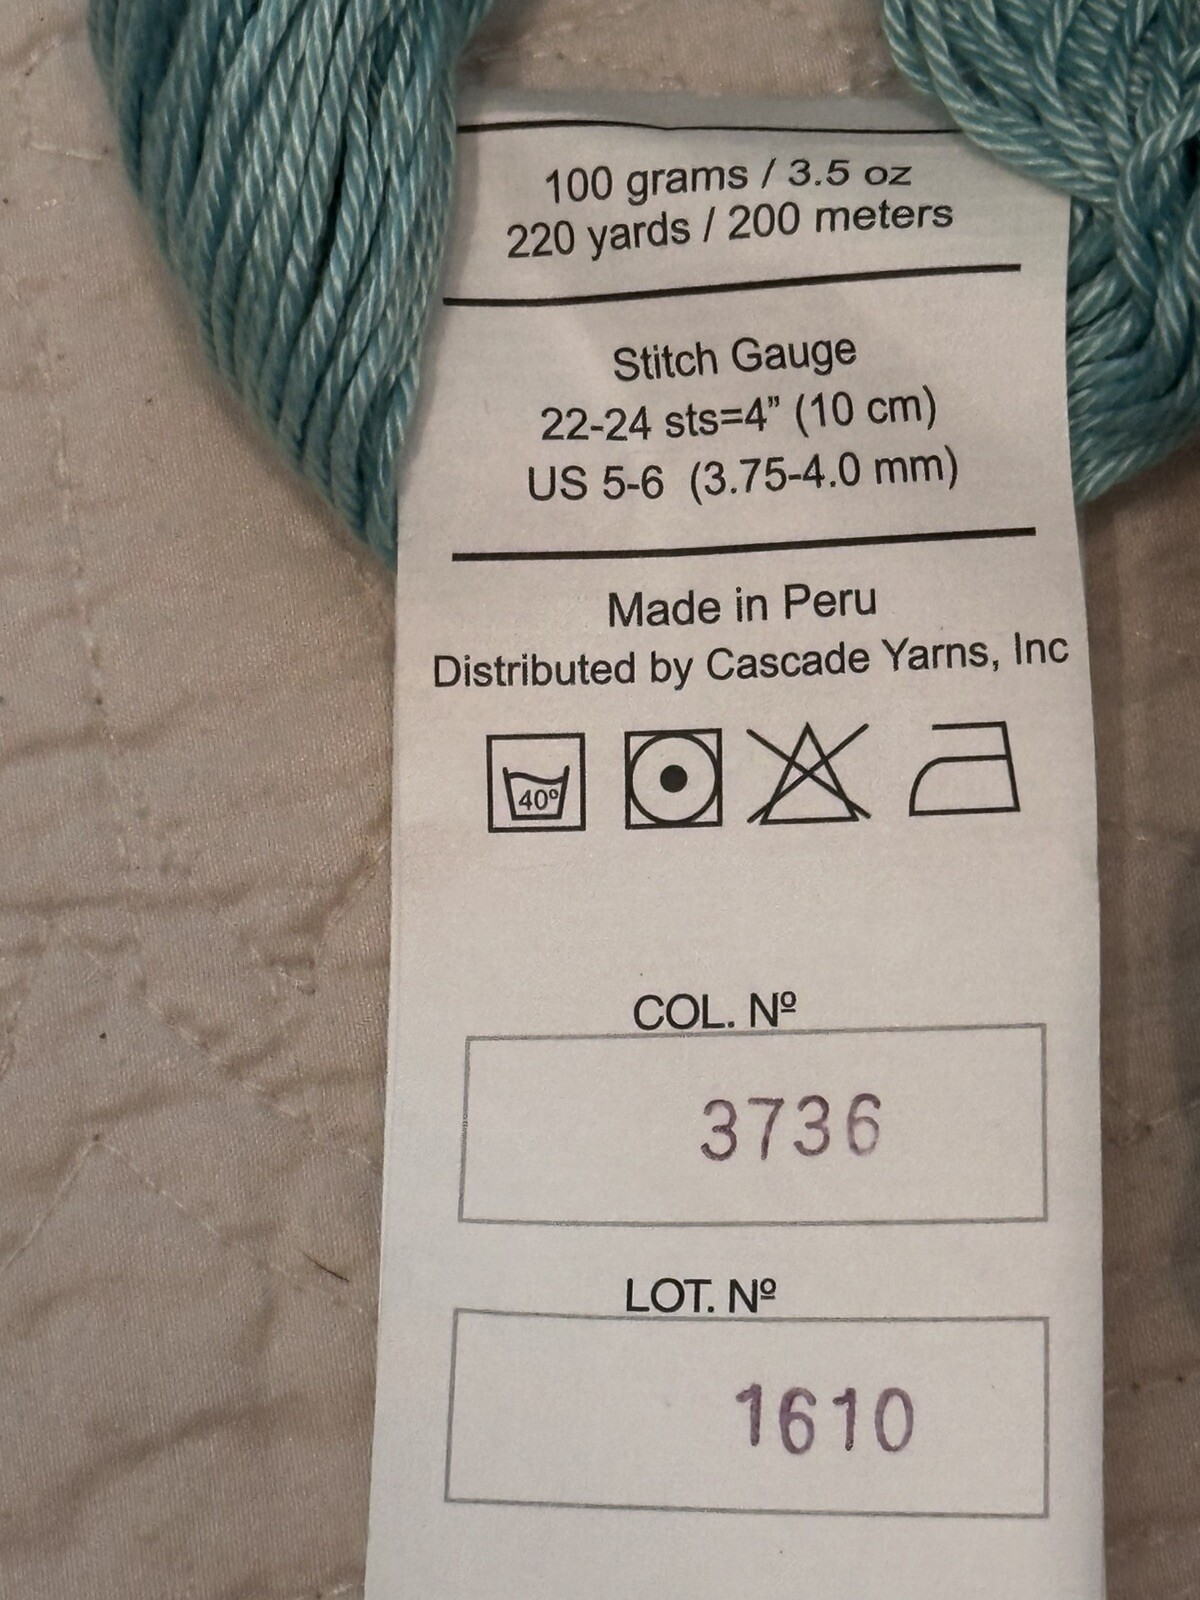 100 grams / 3.5 oz
220 yards / 200 meters
Stitch Gauge
22-24 sts=4” (10 cm)
US 5-6 (3.75-4.0 mm)
Made in Peru
Distributed by Cascade Yarns, Inc
40º
COL. Nº
3736
LOT. Nº
1610